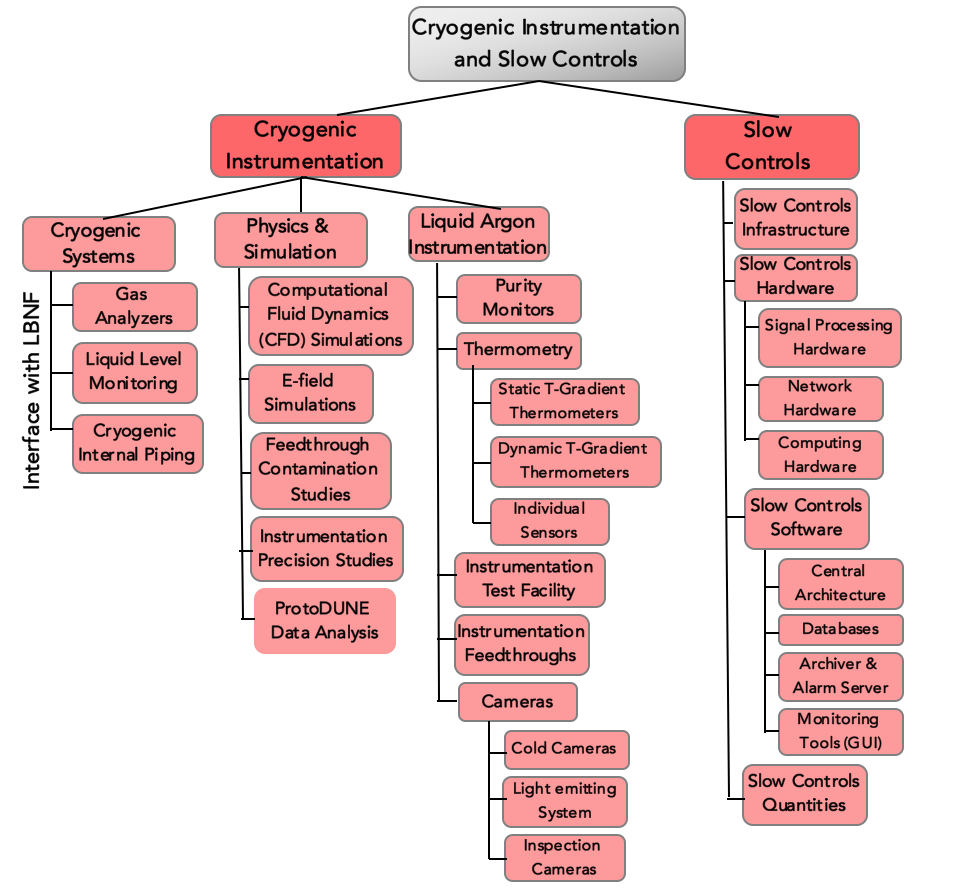 Cryogenic Instrumentation
and Slow Controls
Cryogenic
Instrumentation
Slow
Controls
Cryogenic
Systems
Interface with LBNF
Gas
Analyzers
Liquid Level
Monitoring
Cryogenic
Internal Piping
Physics &
Simulation
Computational
Fluid Dynamics
(CFD) Simulations
E-field
Simulations
Feedthrough
Contamination
Studies
Instrumentation
Precision Studies
ProtoDUNE
Data Analysis
Liquid Argon
Instrumentation
Purity
Monitors
Thermometry
Static T-Gradient
Thermometers
Dynamic T-Gradient
Thermometers
Individual
Sensors
Instrumentation
Test Facility
Instrumentation
Feedthroughs
Cameras
Cold Cameras
Light emitting
System
Inspection
Cameras
Slow Controls
Infrastructure
Slow Controls
Hardware
Signal Processing
Hardware
Network
Hardware
Computing
Hardware
Slow Controls
Software
Central
Architecture
Databases
Archiver &
Alarm Server
Monitoring
Tools (GUI)
Slow Controls
Quantities